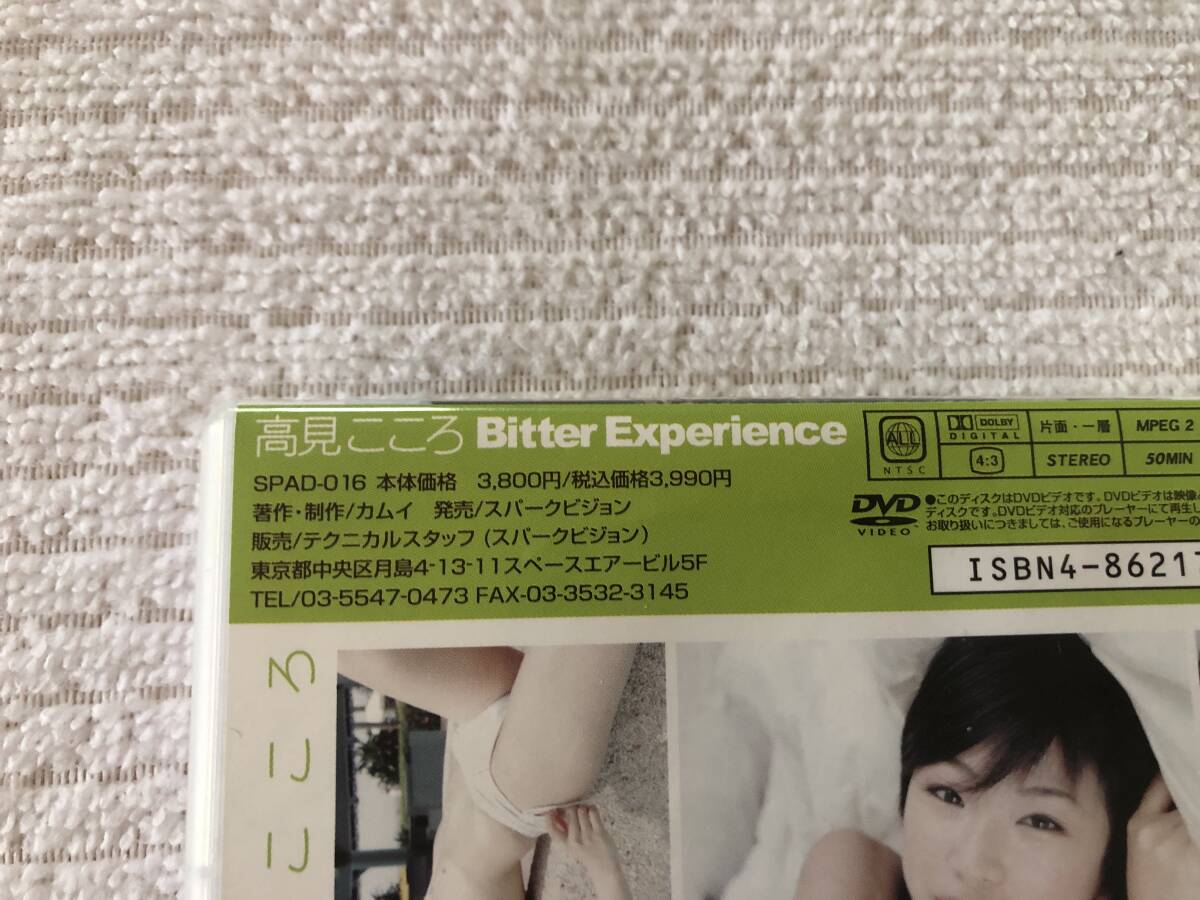 高見こころ Bitter Experience
SPAD-016 本体価格 3,800円/税込価格3,990円
著作・制作/カムイ 発売/スパークビジョン
販売/テクニカルスタッフ (スパークビジョン)
東京都中央区月島4-13-11スペースエアービル5F
TEL/03-5547-0473 FAX-03-3532-3145
ALL
NTSC
DOLBY
DIGITAL
片面・一層
MPEG 2
4:3
STEREO
50MIN
DVD
VIDEO
●このディスクはDVDビデオです。DVDビデオは映像
ディスクです。DVDビデオ対応のプレーヤーにて再生し
お取り扱いにつきましては、ご使用になるプレーヤーの
ISBN4-86217
こころ